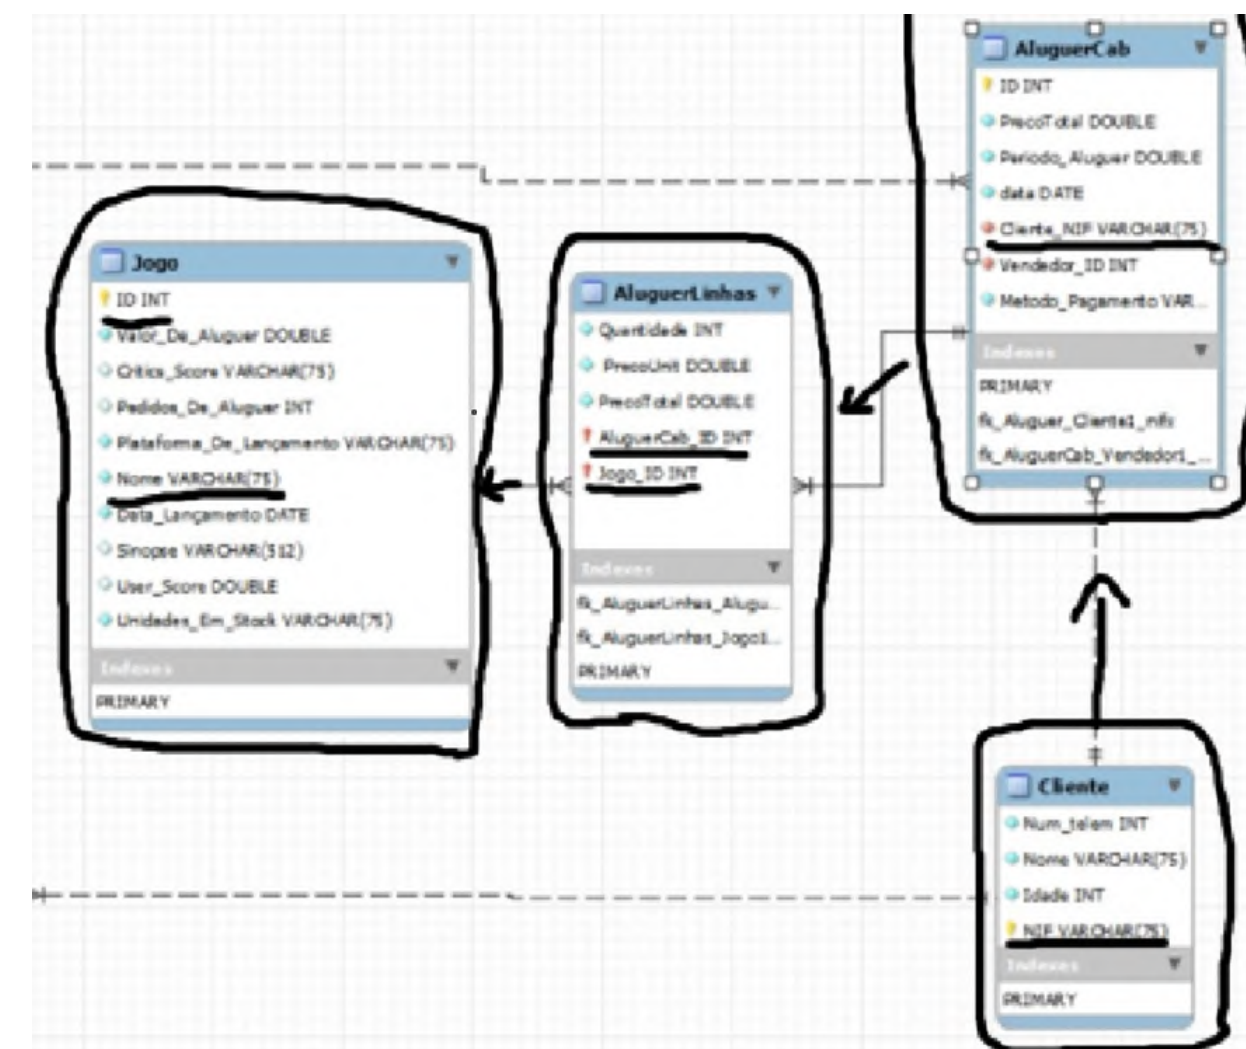 AluguerCab
ID INT
PrecoTotal DOUBLE
Periodo_Aluguer DOUBLE
data DATE
Cliente_NIF VARCHAR(75)
Vendedor_ID INT
Metodo_Pagamento VAR...
Indexes
PRIMARY
fk_Aluguer_Cliente1_nifx
fk_AluguerCab_Vendedor1_...
Jogo
ID INT
Valor_De_Aluguer DOUBLE
Critics_Score VARCHAR(75)
Pedidos_De_Aluguer INT
Plataforma_De_Lançamento VARCHAR(75)
Nome VARCHAR(75)
Data_Lançamento DATE
Sinopse VARCHAR(512)
User_Score DOUBLE
Unidades_Em_Stock VARCHAR(75)
Indexes
PRIMARY
AluguerLinhas
Quantidade INT
PrecoUnit DOUBLE
PrecoTotal DOUBLE
AluguerCab_ID INT
Jogo_ID INT
Indexes
fk_AluguerLinhas_Alugu...
fk_AluguerLinhas_Jogo1...
PRIMARY
Cliente
Num_telem INT
Nome VARCHAR(75)
Idade INT
NIF VARCHAR(75)
Indexes
PRIMARY